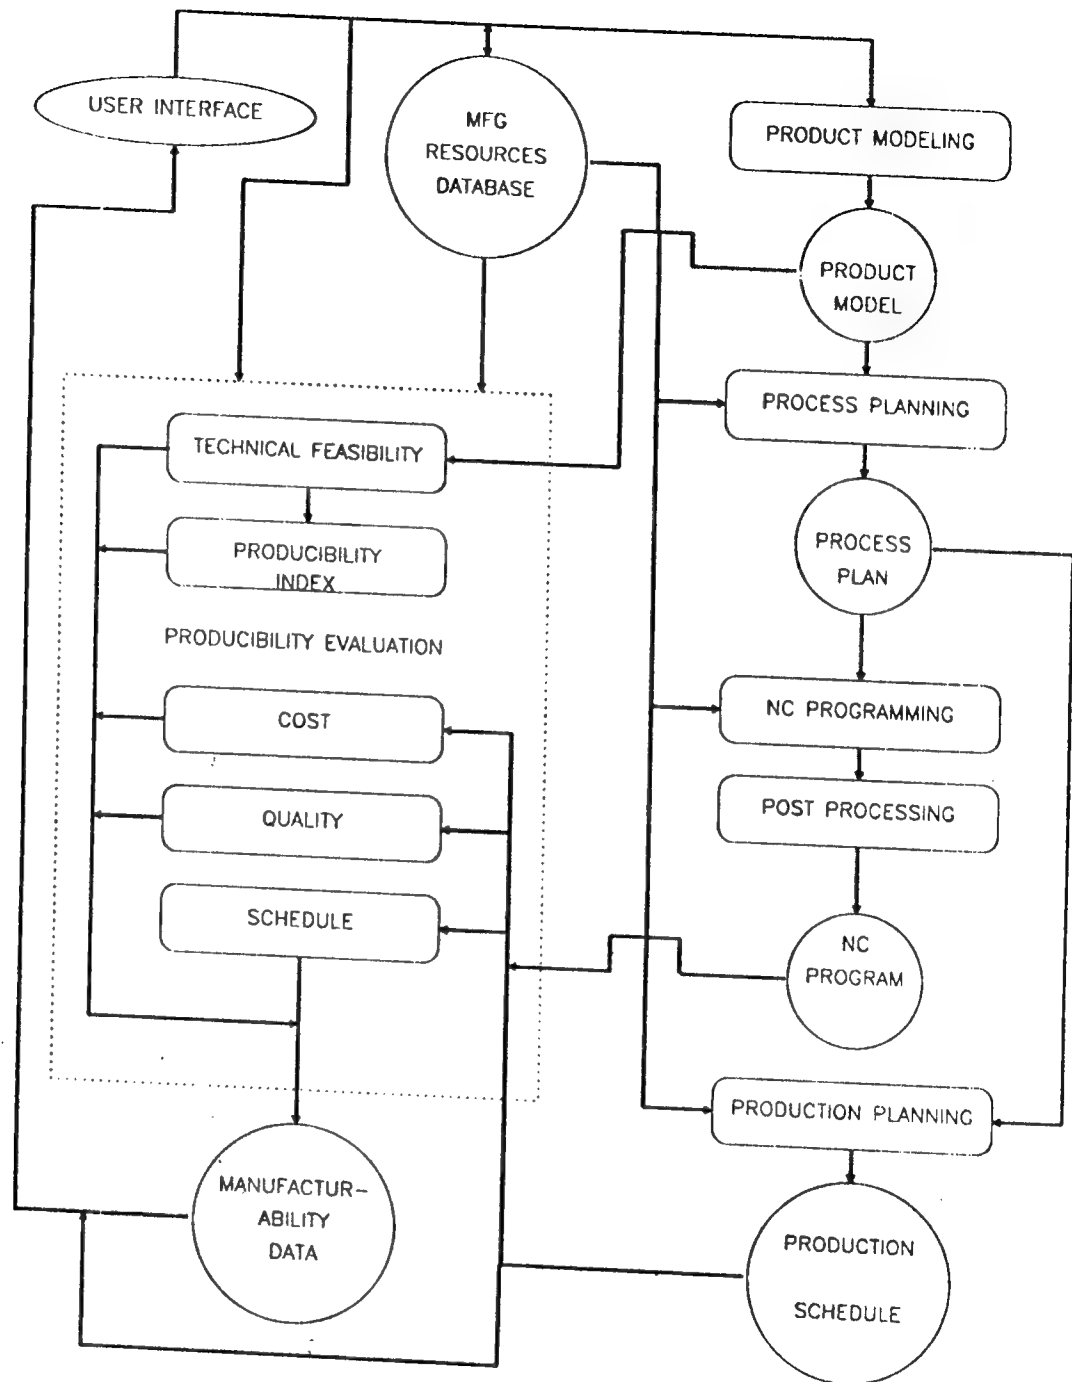 USER INTERFACE
MFG
RESOURCES
DATABASE
PRODUCT MODELING
PRODUCT
MODEL
PROCESS PLANNING
TECHNICAL FEASIBILITY
PRODUCIBILITY
INDEX
PROCESS
PLAN
PRODUCIBILITY EVALUATION
COST
NC PROGRAMMING
QUALITY
POST PROCESSING
SCHEDULE
NC
PROGRAM
PRODUCTION PLANNING
MANUFACTUR-
ABILITY
DATA
PRODUCTION
SCHEDULE